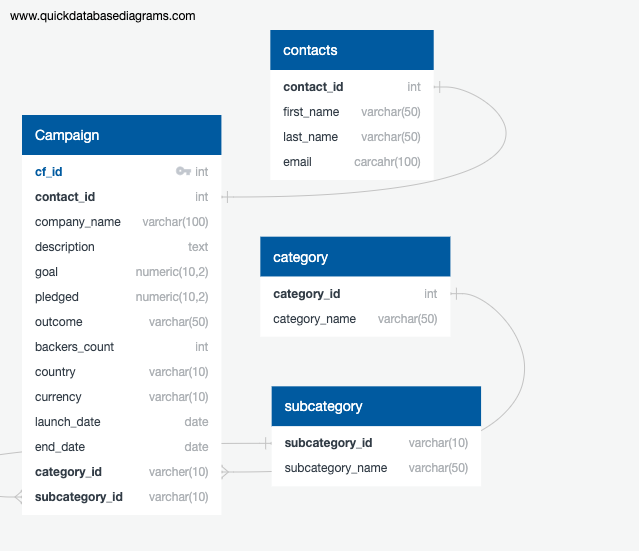 www.quickdatabasediagrams.com
contacts
contact_id int
first_name varchar(50)
last_name varchar(50)
email carcahr(100)
Campaign
cf_id int
contact_id int
company_name varchar(100)
description text
goal numeric(10,2)
pledged numeric(10,2)
outcome varchar(50)
backers_count int
country varchar(10)
currency varchar(10)
launch_date date
end_date date
category_id varcher(10)
subcategory_id varchar(10)
category
category_id int
category_name varchar(50)
subcategory
subcategory_id varchar(10)
subcategory_name varchar(50)